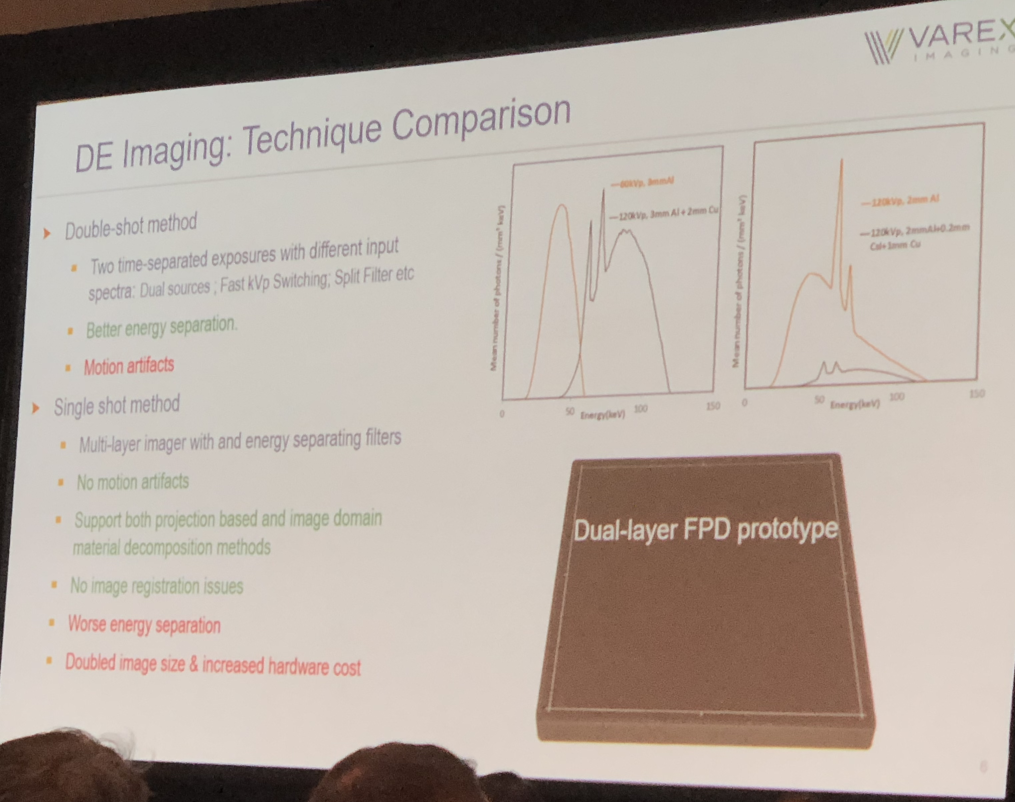 VAREX
IMAGING
DE Imaging: Technique Comparison
Double-shot method
Two time-separated exposures with different input
spectra: Dual sources ; Fast kVp Switching; Split Filter etc
Better energy separation.
Motion artifacts
Single shot method
Multi-layer imager with and energy separating filters
No motion artifacts
Support both projection based and image domain
material decomposition methods
No image registration issues
Worse energy separation
Doubled image size & increased hardware cost
Mean number of photons / (mm² keV)
80kVp, 3mmAl
120kVp, 3mm Al + 2mm Cu
0
50
Energy(keV)
100
150
Mean number of photons / (mm² keV)
120kVp, 2mm Al
120kVp, 2mmAl+0.2mm
CsI+1mm Cu
0
50
Energy(keV)
100
150
Dual-layer FPD prototype
6